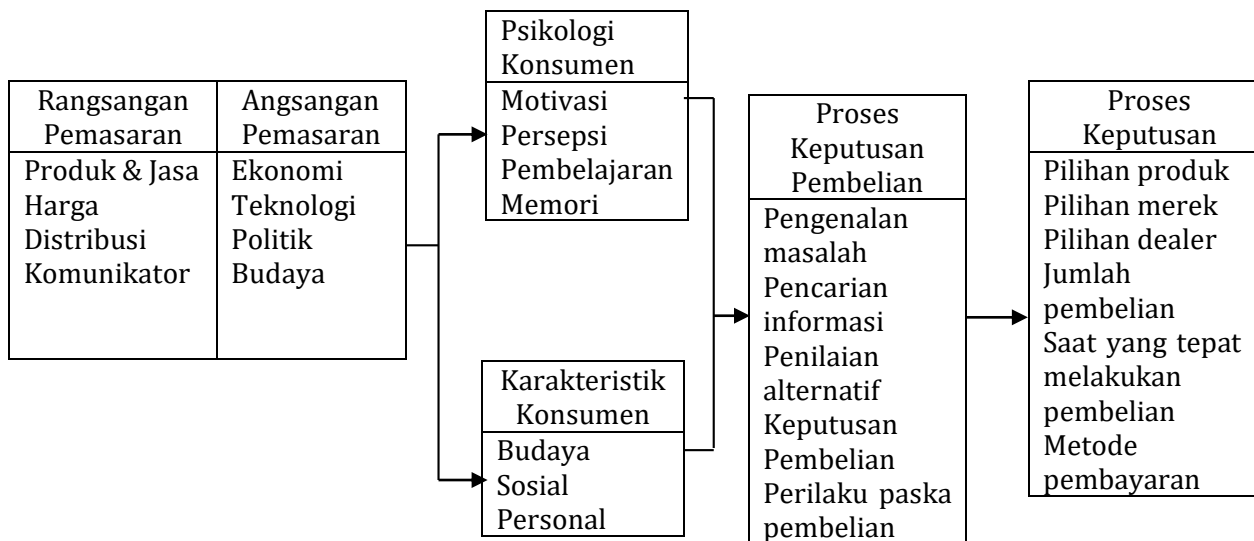 Rangsangan
Pemasaran
Produk & Jasa
Harga
Distribusi
Komunikator
Angsangan
Pemasaran
Ekonomi
Teknologi
Politik
Budaya
Psikologi
Konsumen
Motivasi
Persepsi
Pembelajaran
Memori
Karakteristik
Konsumen
Budaya
Sosial
Personal
Proses
Keputusan
Pembelian
Pengenalan
masalah
Pencarian
informasi
Penilaian
alternatif
Keputusan
Pembelian
Perilaku paska
pembelian
Proses
Keputusan
Pilihan produk
Pilihan merek
Pilihan dealer
Jumlah
pembelian
Saat yang tepat
melakukan
pembelian
Metode
pembayaran